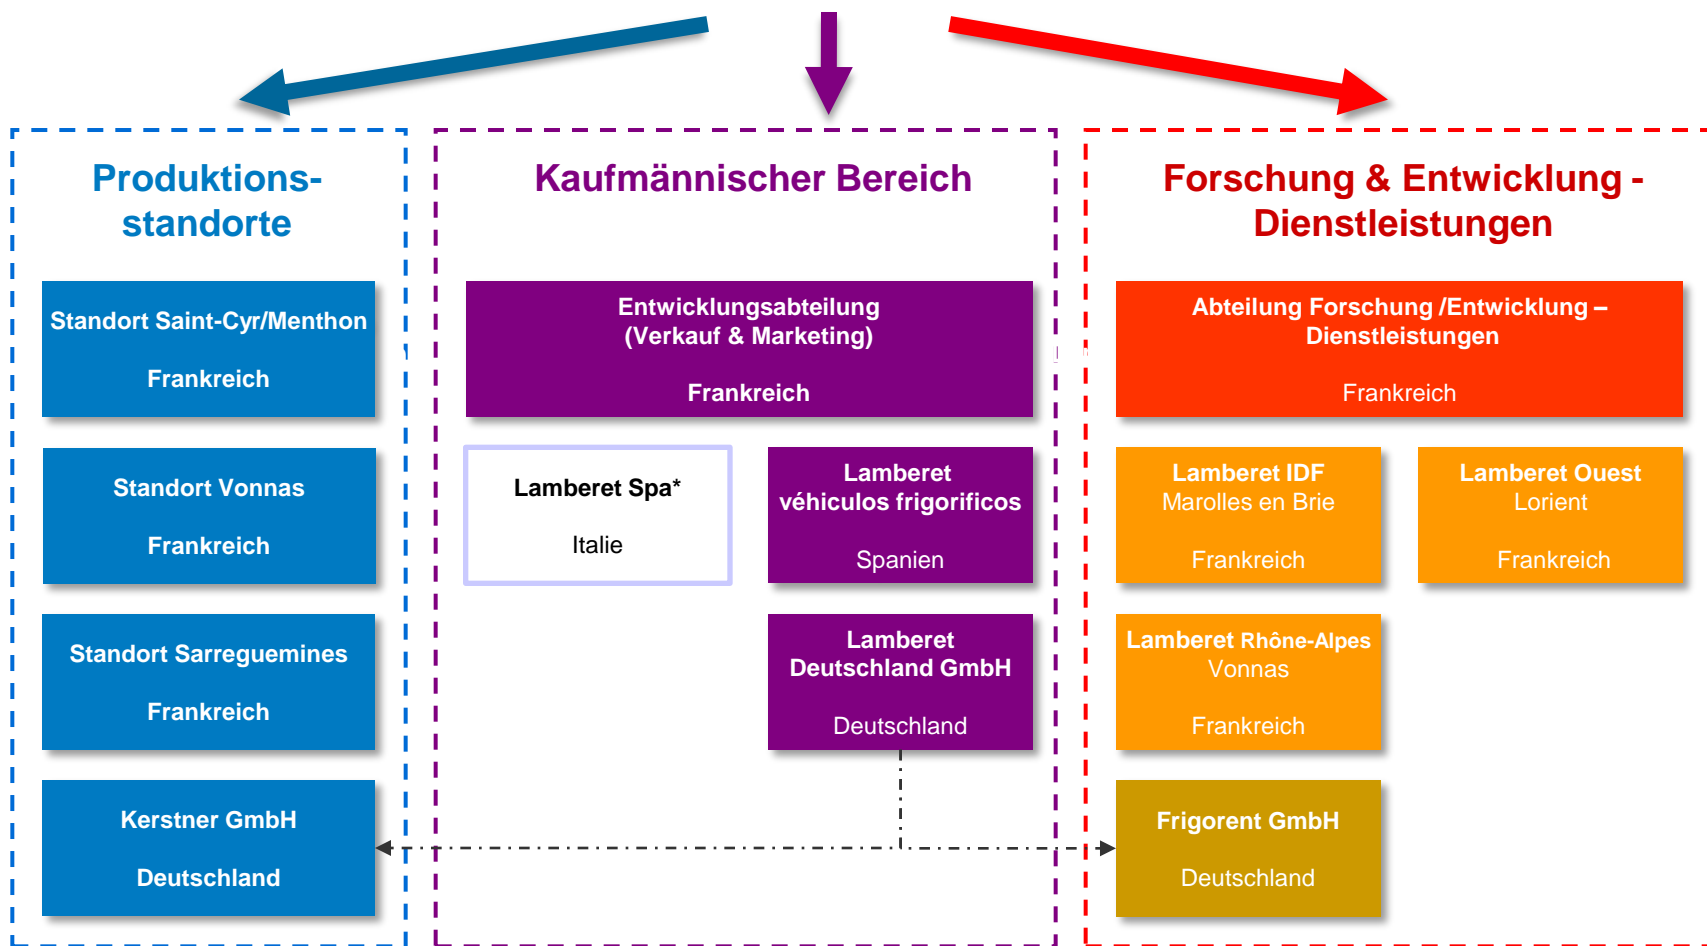 Produktions-
standorte
Standort Saint-Cyr/Menthon
Frankreich
Standort Vonnas
Frankreich
Standort Sarreguemines
Frankreich
Kerstner GmbH
Deutschland
Kaufmännischer Bereich
Entwicklungsabteilung
(Verkauf & Marketing)
Frankreich
Lamberet Spa*
Italie
Lamberet
véhiculos frigorificos
Spanien
Lamberet
Deutschland GmbH
Deutschland
Forschung & Entwicklung -
Dienstleistungen
Abteilung Forschung /Entwicklung –
Dienstleistungen
Frankreich
Lamberet IDF
Marolles en Brie
Frankreich
Lamberet Ouest
Lorient
Frankreich
Lamberet Rhône-Alpes
Vonnas
Frankreich
Frigorent GmbH
Deutschland